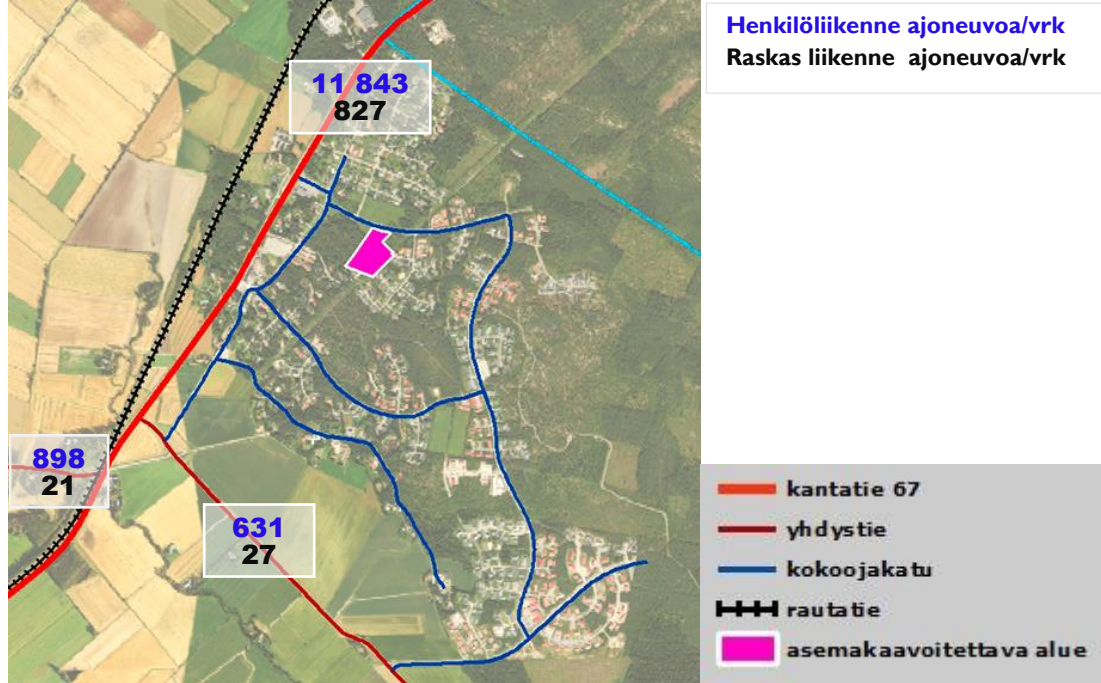 Henkilöliikenne ajoneuvoa/vrk
Raskas liikenne ajoneuvoa/vrk
11 843
827
898
21
631
27
kantatie 67
yhdystie
kokoojakatu
rautatie
asemakaavoitettava alue